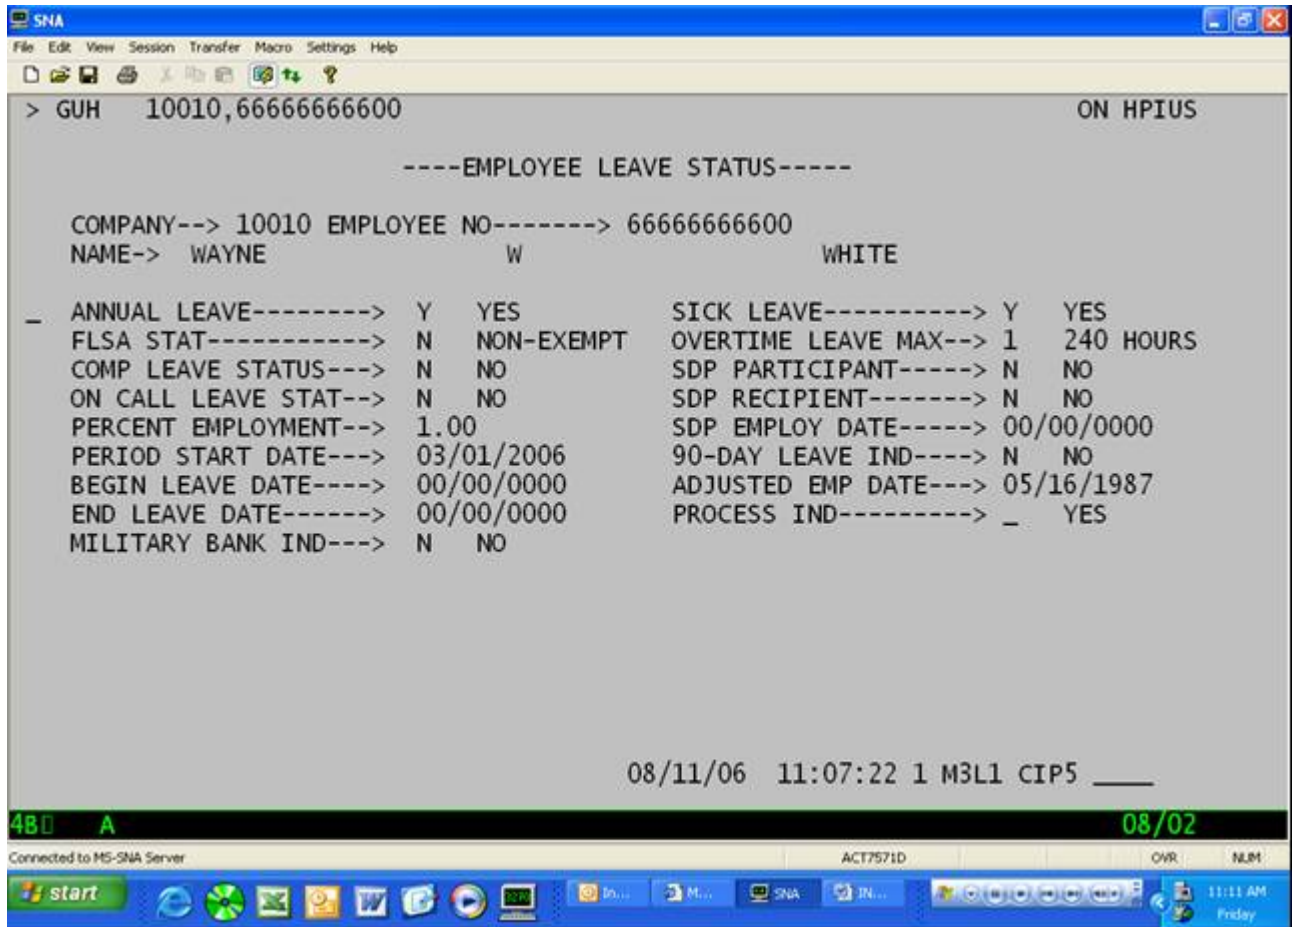 SNA
File Edit View Session Transfer Macro Settings Help
> GUH 10010,66666666600 ON HPIUS
----EMPLOYEE LEAVE STATUS-----
COMPANY--> 10010 EMPLOYEE NO-------> 66666666600
NAME-> WAYNE W WHITE
_ ANNUAL LEAVE--------> Y YES SICK LEAVE----------> Y YES
FLSA STAT-----------> N NON-EXEMPT OVERTIME LEAVE MAX--> 1 240 HOURS
COMP LEAVE STATUS---> N NO SDP PARTICIPANT-----> N NO
ON CALL LEAVE STAT--> N NO SDP RECIPIENT-------> N NO
PERCENT EMPLOYMENT--> 1.00 SDP EMPLOY DATE-----> 00/00/0000
PERIOD START DATE---> 03/01/2006 90-DAY LEAVE IND----> N NO
BEGIN LEAVE DATE----> 00/00/0000 ADJUSTED EMP DATE---> 05/16/1987
END LEAVE DATE------> 00/00/0000 PROCESS IND---------> _ YES
MILITARY BANK IND---> N NO
08/11/06 11:07:22 1 M3L1 CIP5 ____
4B A 08/02
Connected to MS-SNA Server ACT7571D OVR NUM
start In... M... SNA IN... 11:11 AM
Friday